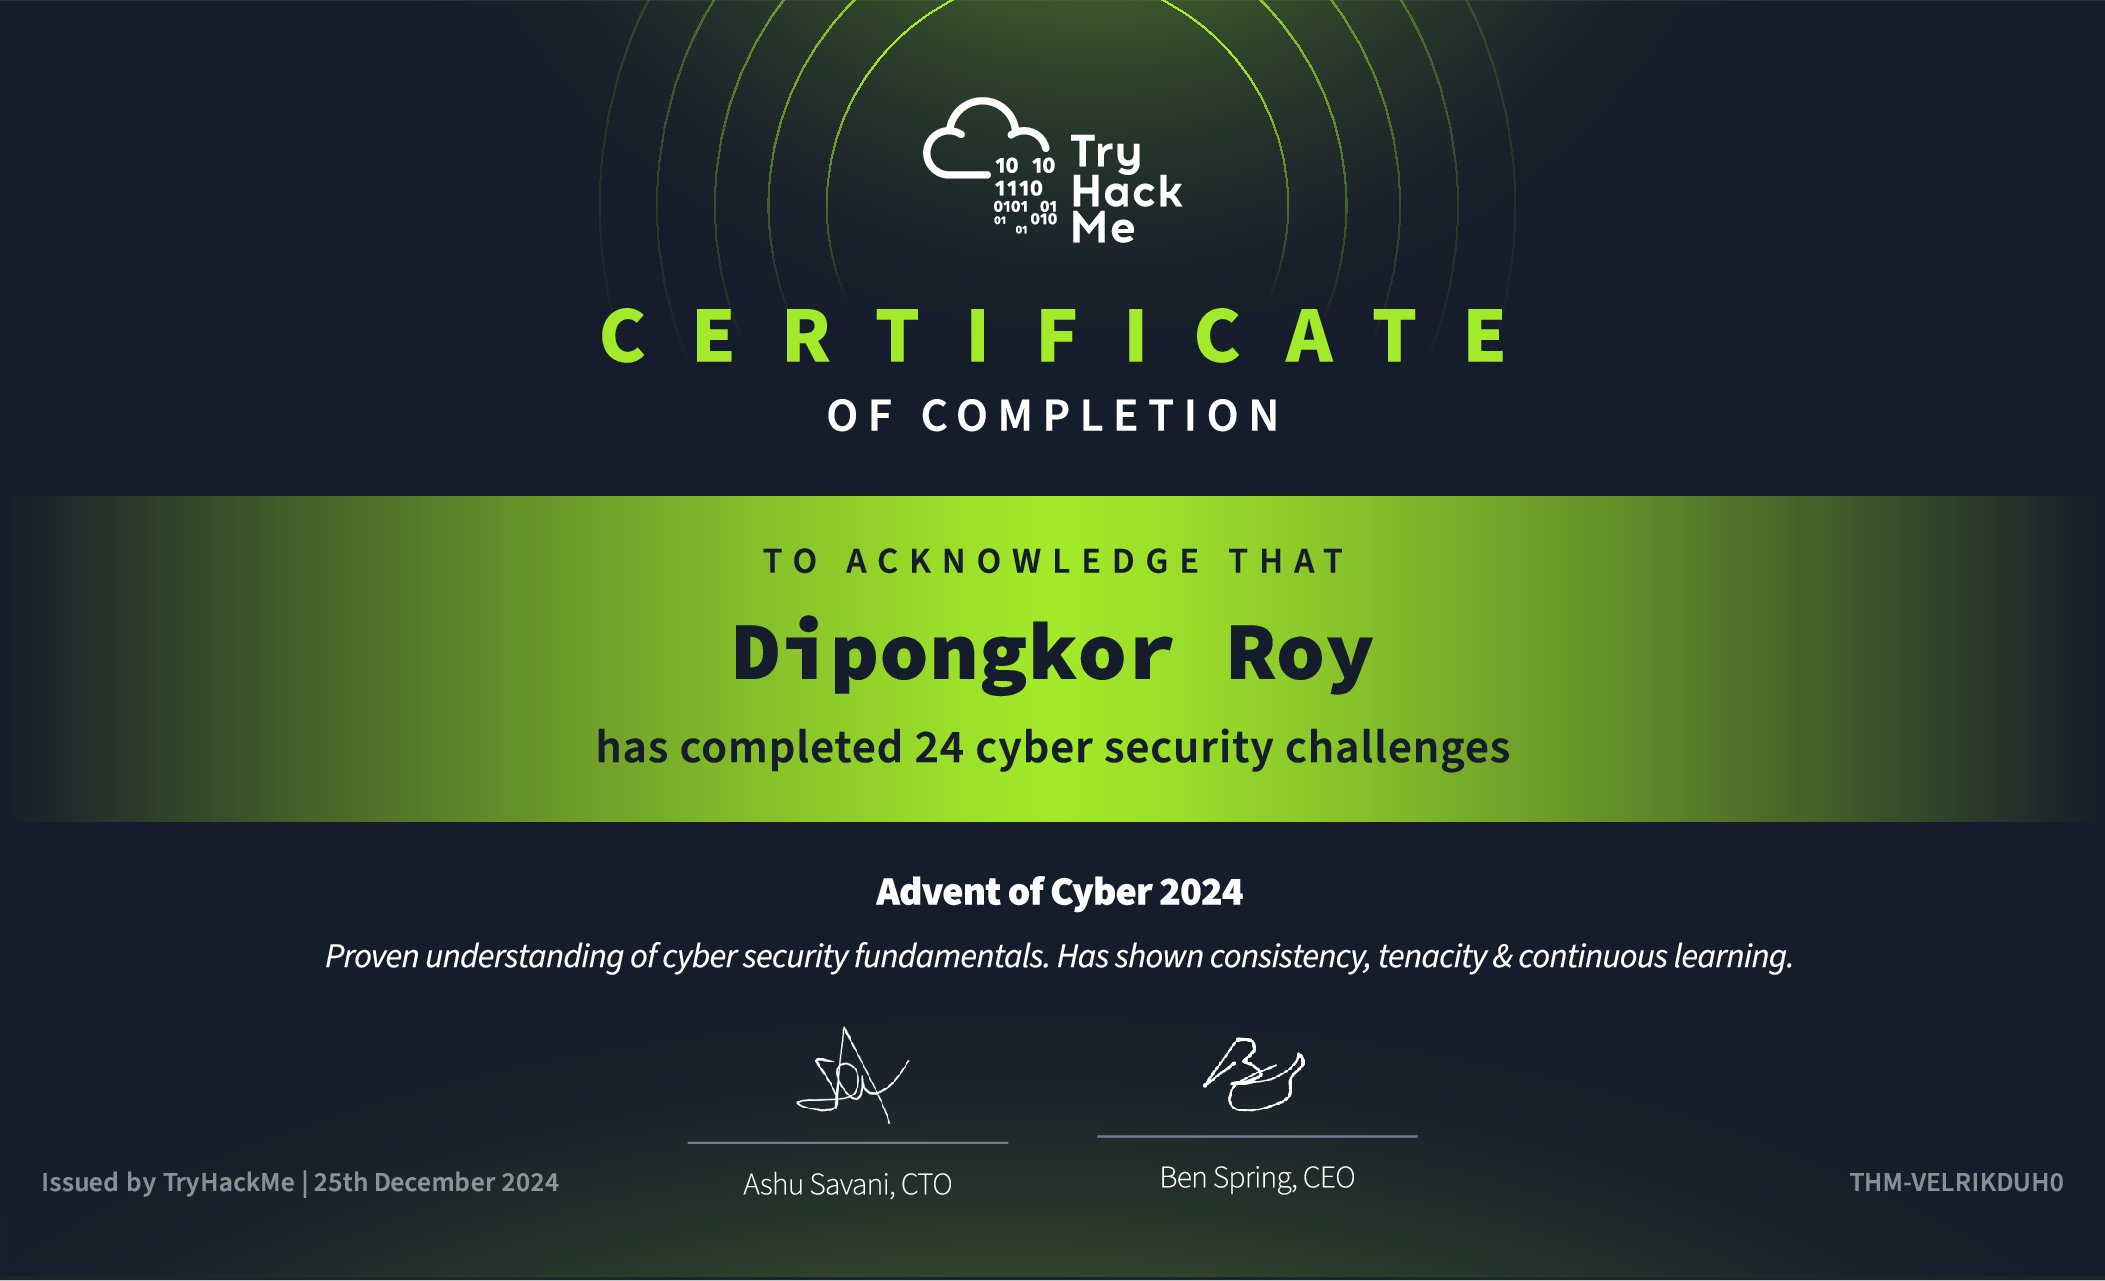 Try
Hack
Me
10 10
1110
0101 01
01 010
01
CERTIFICATE
OF COMPLETION
TO ACKNOWLEDGE THAT
Dipongkor Roy
has completed 24 cyber security challenges
Advent of Cyber 2024
Proven understanding of cyber security fundamentals. Has shown consistency, tenacity & continuous learning.
Ashu Savani, CTO
Ben Spring, CEO
Issued by TryHackMe | 25th December 2024
THM-VELRIKDUH0